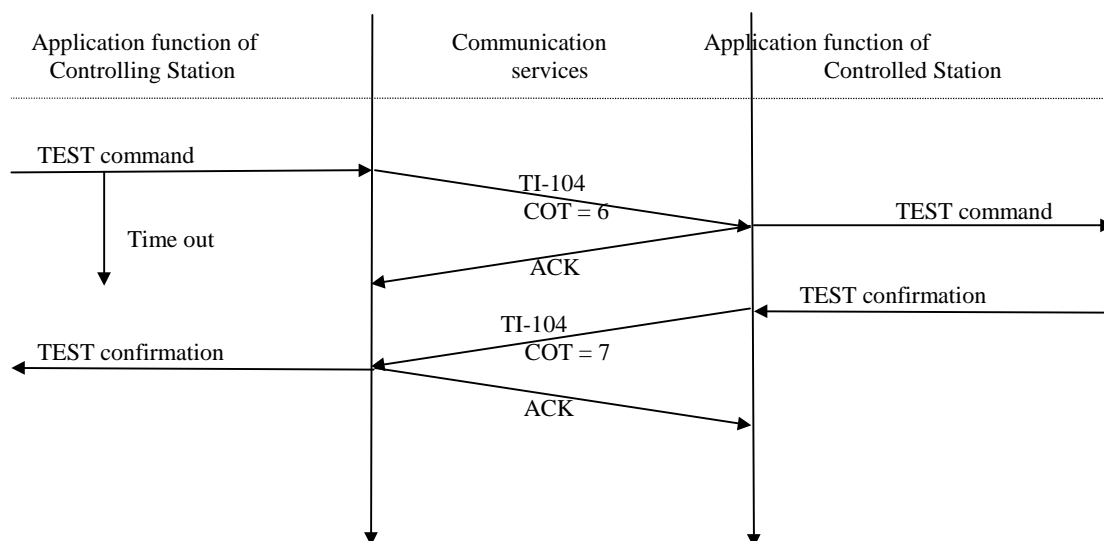 Application function of
Controlling Station
Communication
services
Application function of
Controlled Station
TEST command
TI-104
COT = 6
TEST command
Time out
ACK
TEST confirmation
TI-104
COT = 7
TEST confirmation
ACK